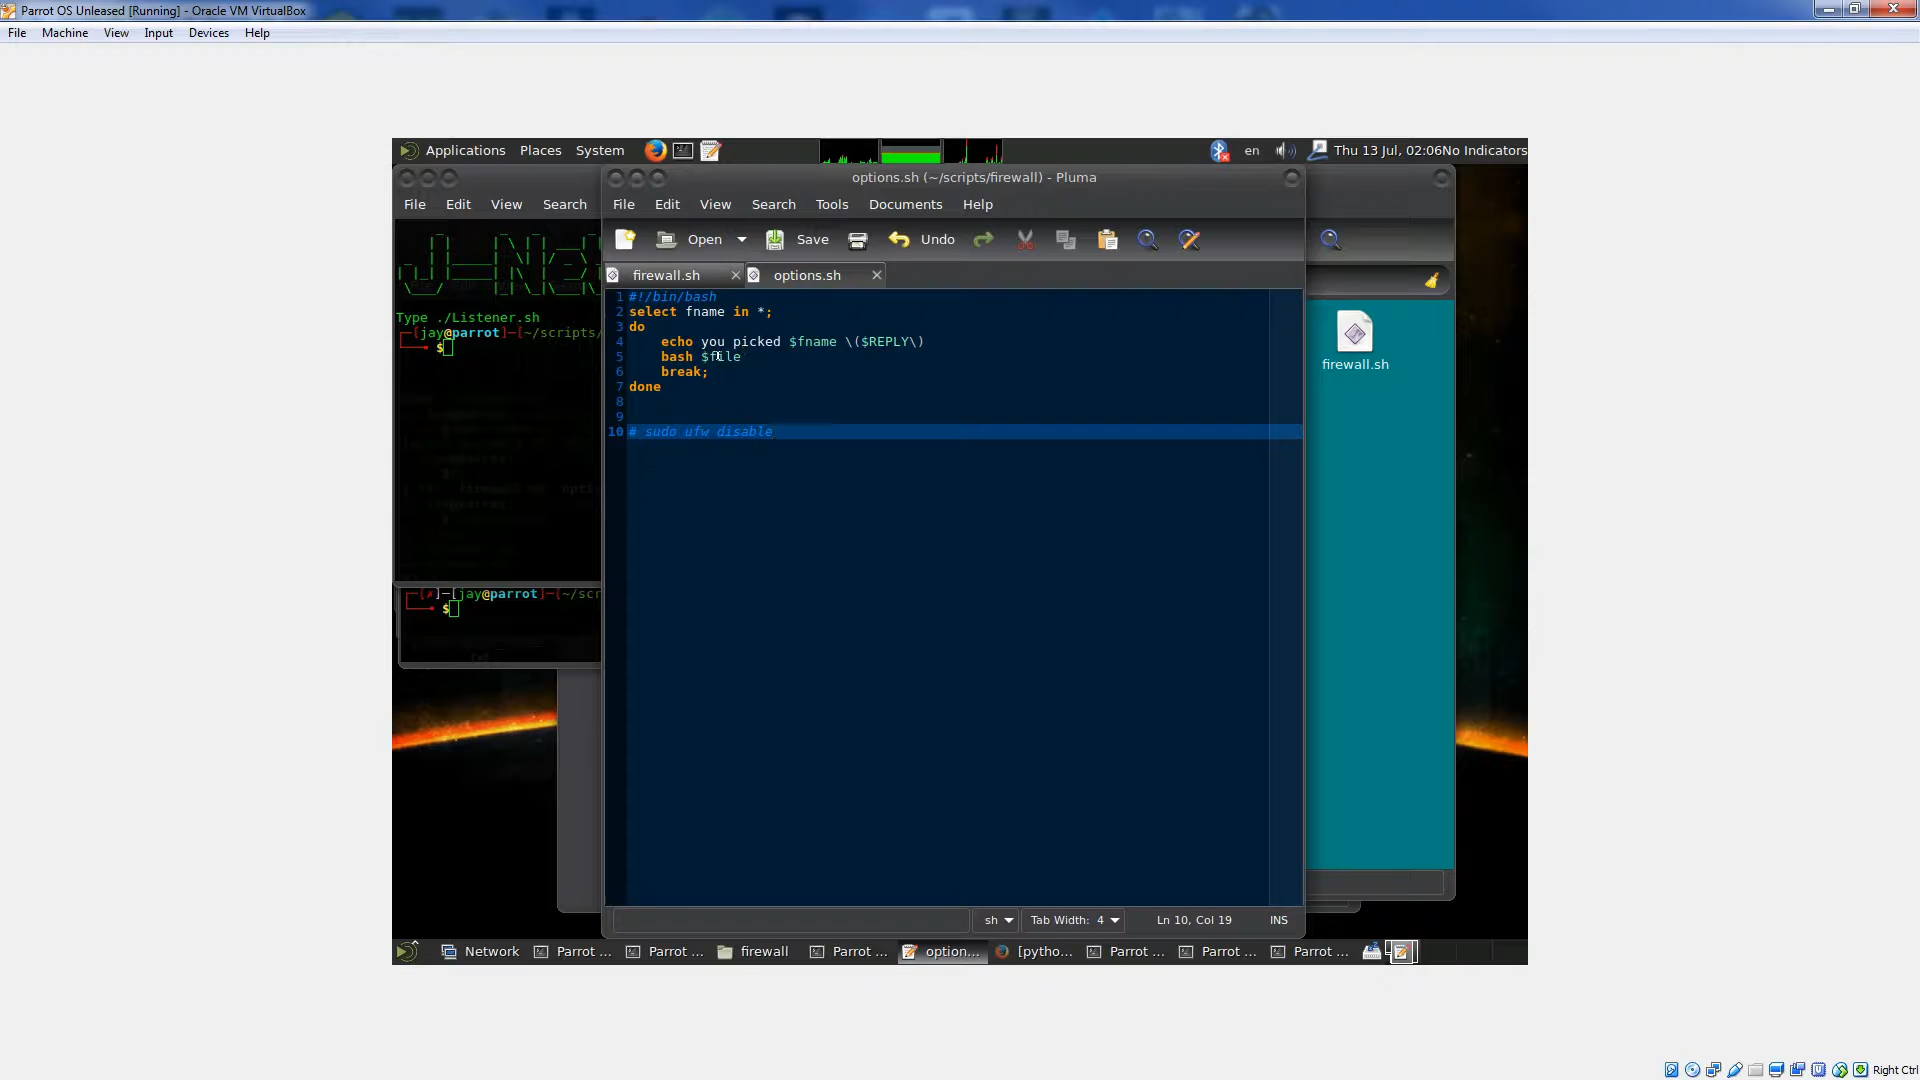 Parrot OS Unleased [Running] - Oracle VM VirtualBox
File Machine View Input Devices Help
Applications Places System
en
Thu 13 Jul, 02:06No Indicators
options.sh (~/scripts/firewall) - Pluma
File Edit View Search
File Edit View Search Tools Documents Help
Open Save Undo
firewall.sh options.sh
1 #!/bin/bash
2 select fname in *;
3 do
4 echo you picked $fname \($REPLY\)
5 bash $file
6 break;
7 done
8
9
10 # sudo ufw disable
Type ./Listener.sh
[jay@parrot]─[~/scripts/
$
[✗]─[jay@parrot]─[~/scr
$
firewall.sh
sh Tab Width: 4 Ln 10, Col 19 INS
Network Parrot ... Parrot ... firewall Parrot ... option... [pytho... Parrot ... Parrot ... Parrot ...
Right Ctrl